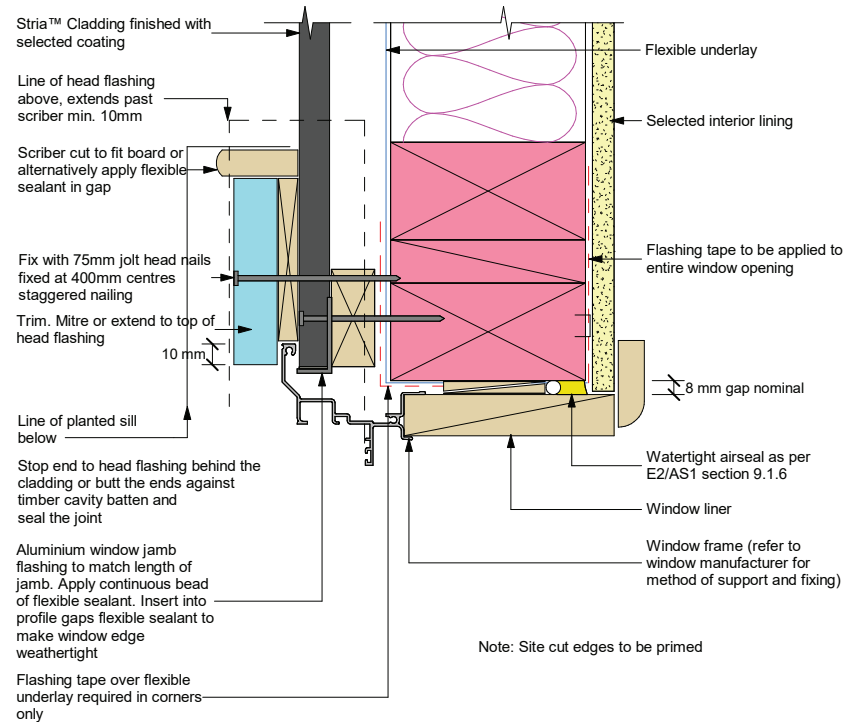 Stria™ Cladding finished with
selected coating
Line of head flashing
above, extends past
scriber min. 10mm
Scriber cut to fit board or
alternatively apply flexible
sealant in gap
Fix with 75mm jolt head nails
fixed at 400mm centres
staggered nailing
Trim. Mitre or extend to top of
head flashing
10 mm
Line of planted sill
below
Stop end to head flashing behind the
cladding or butt the ends against
timber cavity batten and
seal the joint
Aluminium window jamb
flashing to match length of
jamb. Apply continuous bead
of flexible sealant. Insert into
profile gaps flexible sealant to
make window edge
weathertight
Flashing tape over flexible
underlay required in corners
only
Flexible underlay
Selected interior lining
Flashing tape to be applied to
entire window opening
8 mm gap nominal
Watertight airseal as per
E2/AS1 section 9.1.6
Window liner
Window frame (refer to
window manufacturer for
method of support and fixing)
Note: Site cut edges to be primed